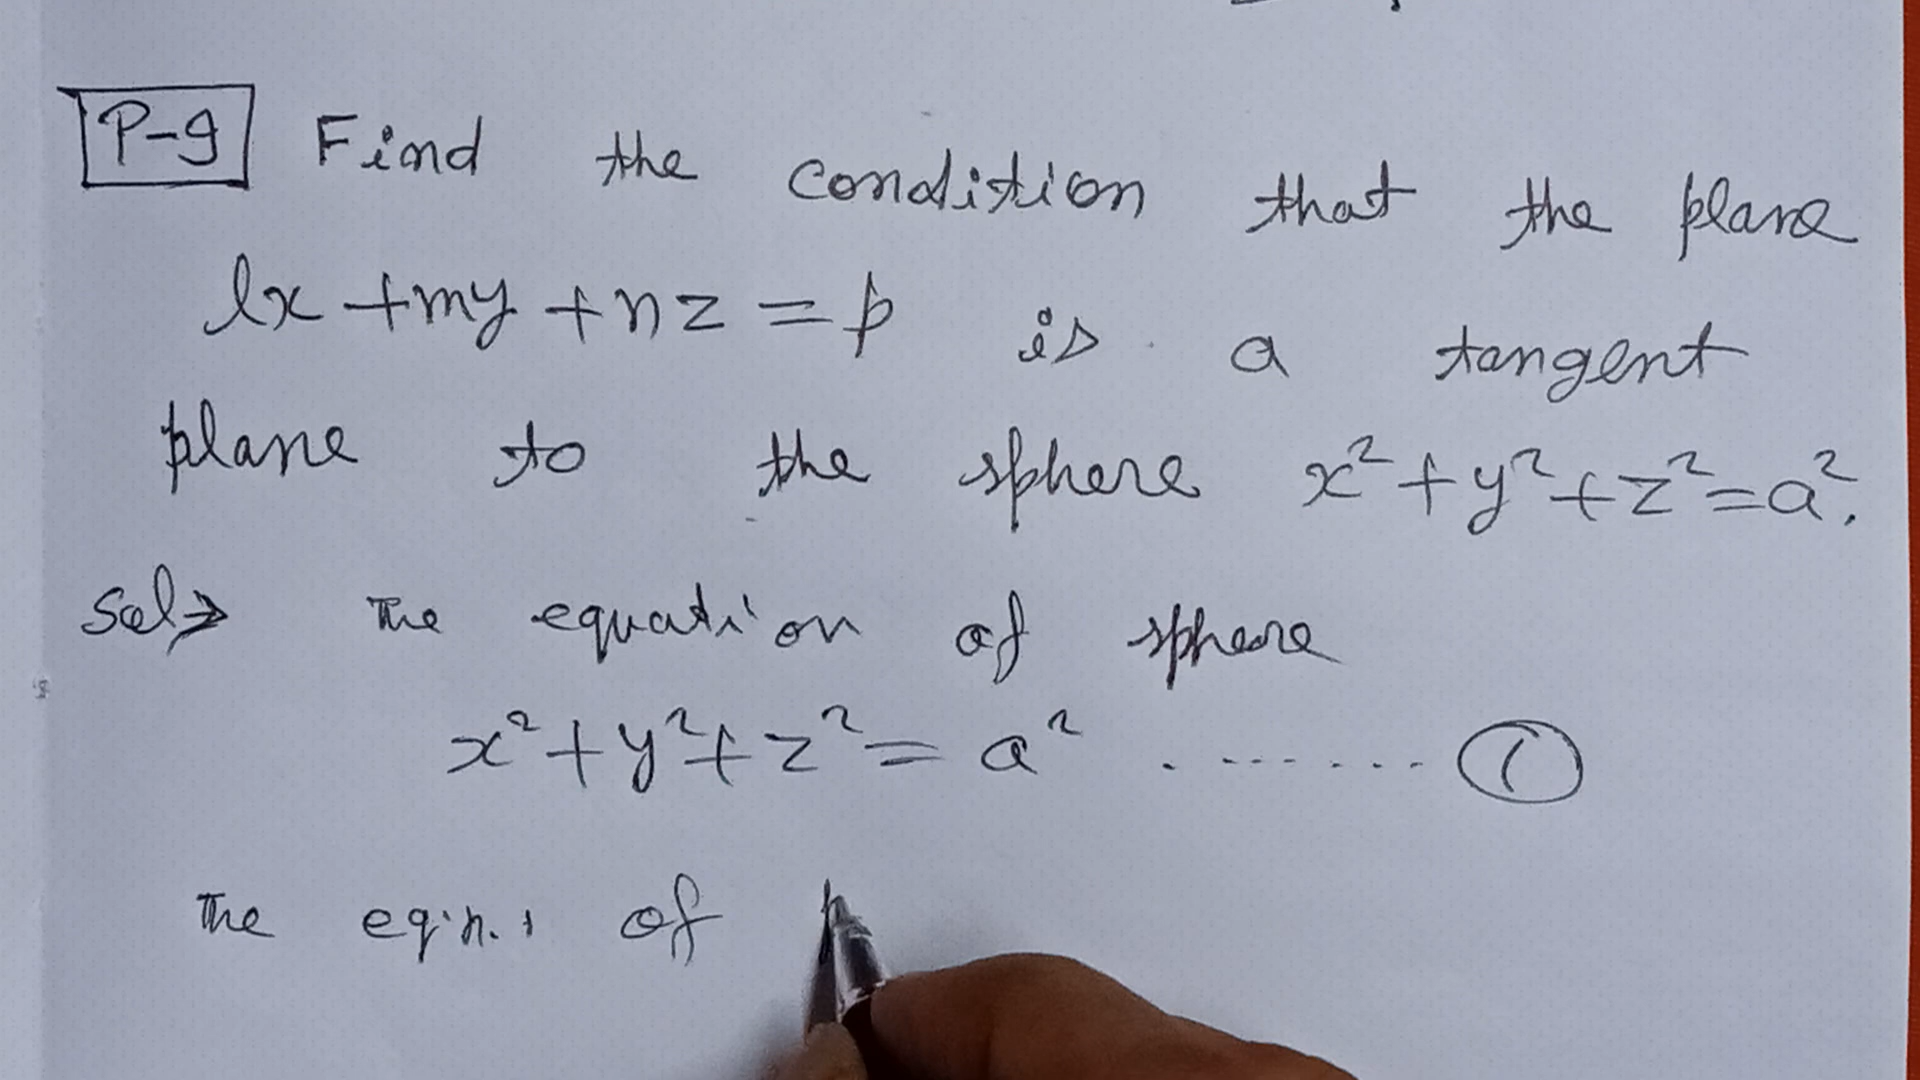 P-9 Find the condition that the plane
lx + my + nz = p is a tangent
plane to the sphere x² + y² + z² = a².
Sol⇒ The equation of sphere
x² + y² + z² = a² ........ ①
The eq'n. of